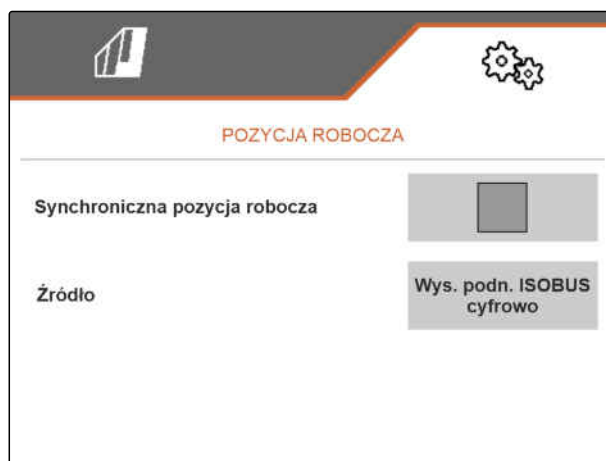 POZYCJA ROBOCZA
Synchroniczna pozycja robocza
Źródło
Wys. podn. ISOBUS
cyfrowo